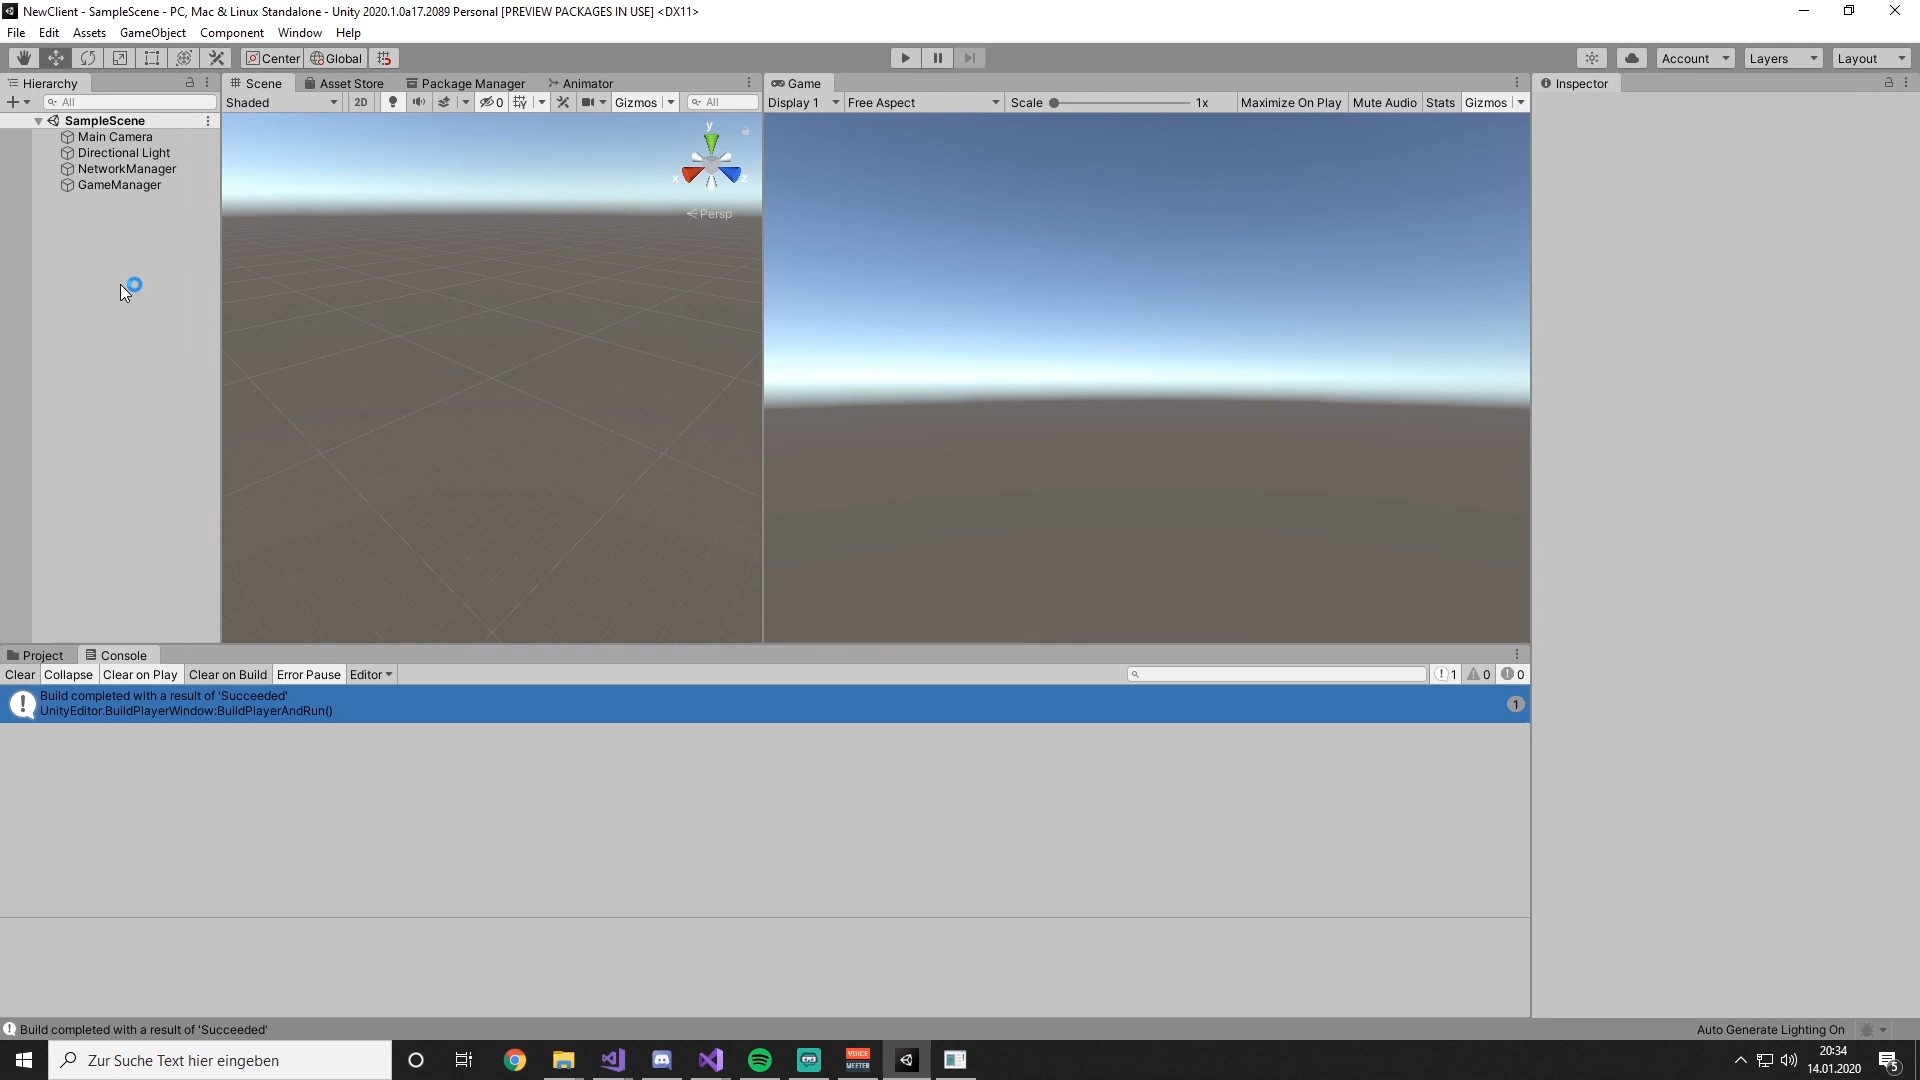 NewClient - SampleScene - PC, Mac & Linux Standalone - Unity 2020.1.0a17.2089 Personal [PREVIEW PACKAGES IN USE] <DX11>
File Edit Assets GameObject Component Window Help
Center Global Account Layers Layout
Hierarchy Scene Asset Store Package Manager Animator Game Inspector
All Shaded 2D 0 Gizmos All Display 1 Free Aspect Scale 1x Maximize On Play Mute Audio Stats Gizmos
SampleScene
Main Camera
Directional Light
NetworkManager
GameManager
y
x
z
Persp
Project Console
Clear Collapse Clear on Play Clear on Build Error Pause Editor 1 0 0
Build completed with a result of 'Succeeded'
UnityEditor.BuildPlayerWindow:BuildPlayerAndRun()
1
Build completed with a result of 'Succeeded' Auto Generate Lighting On
Zur Suche Text hier eingeben
VOICE
MEETER
20:34
14.01.2020
5